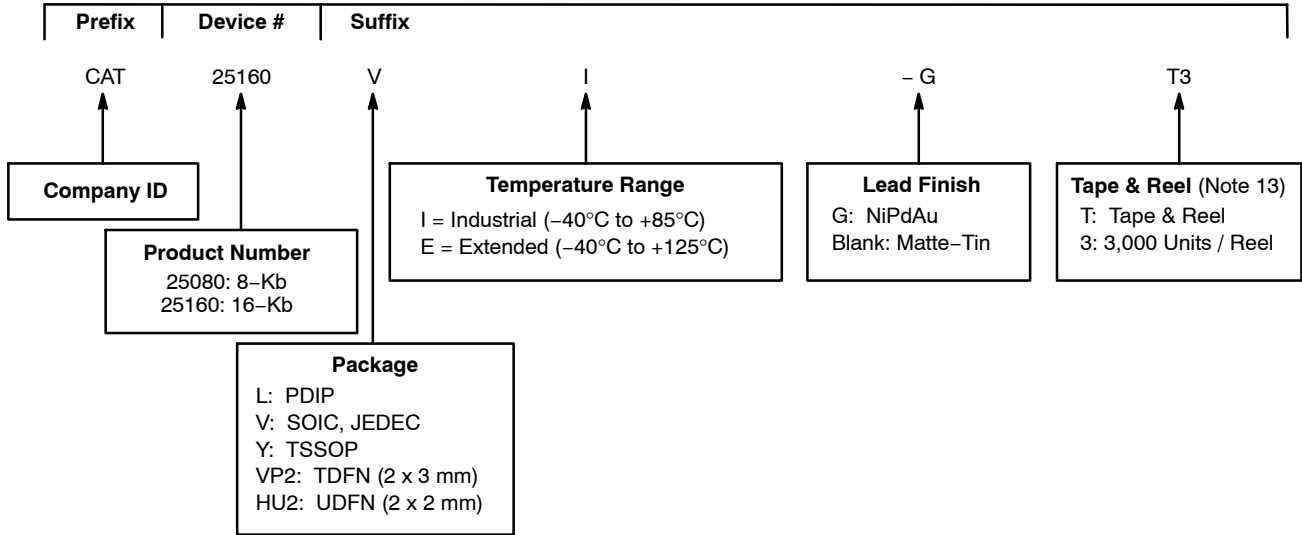 Prefix Device # Suffix
CAT 25160 V I – G T3
Company ID
Product Number
25080: 8–Kb
25160: 16–Kb
Package
L: PDIP
V: SOIC, JEDEC
Y: TSSOP
VP2: TDFN (2 x 3 mm)
HU2: UDFN (2 x 2 mm)
Temperature Range
I = Industrial (–40°C to +85°C)
E = Extended (–40°C to +125°C)
Lead Finish
G: NiPdAu
Blank: Matte–Tin
Tape & Reel (Note 13)
T: Tape & Reel
3: 3,000 Units / Reel